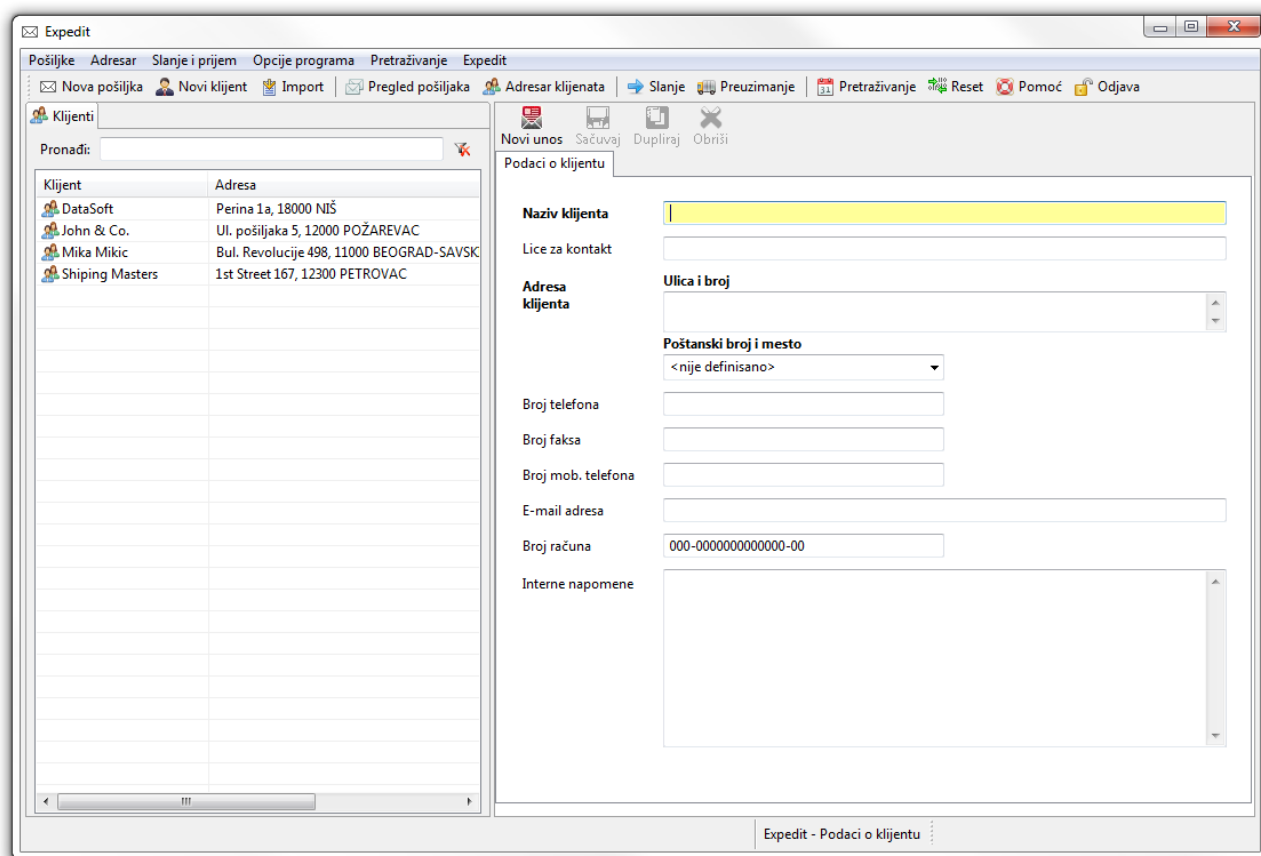 Expedit
Pošiljke Adresar Slanje i prijem Opcije programa Pretraživanje Expedit
Nova pošiljka Novi klijent Import Pregled pošiljaka Adresar klijenata Slanje Preuzimanje 31 Pretraživanje Reset Pomoć Odjava
Klijenti
Pronađi:
Klijent Adresa
DataSoft Perina 1a, 18000 NIŠ
John & Co. Ul. pošiljaka 5, 12000 POŽAREVAC
Mika Mikic Bul. Revolucije 498, 11000 BEOGRAD-SAVSK
Shiping Masters 1st Street 167, 12300 PETROVAC
Novi unos Sačuvaj Dupliraj Obriši
Podaci o klijentu
Naziv klijenta
Lice za kontakt
Adresa
klijenta
Ulica i broj
Poštanski broj i mesto
<nije definisano>
Broj telefona
Broj faksa
Broj mob. telefona
E-mail adresa
Broj računa 000-0000000000000-00
Interne napomene
Expedit - Podaci o klijentu